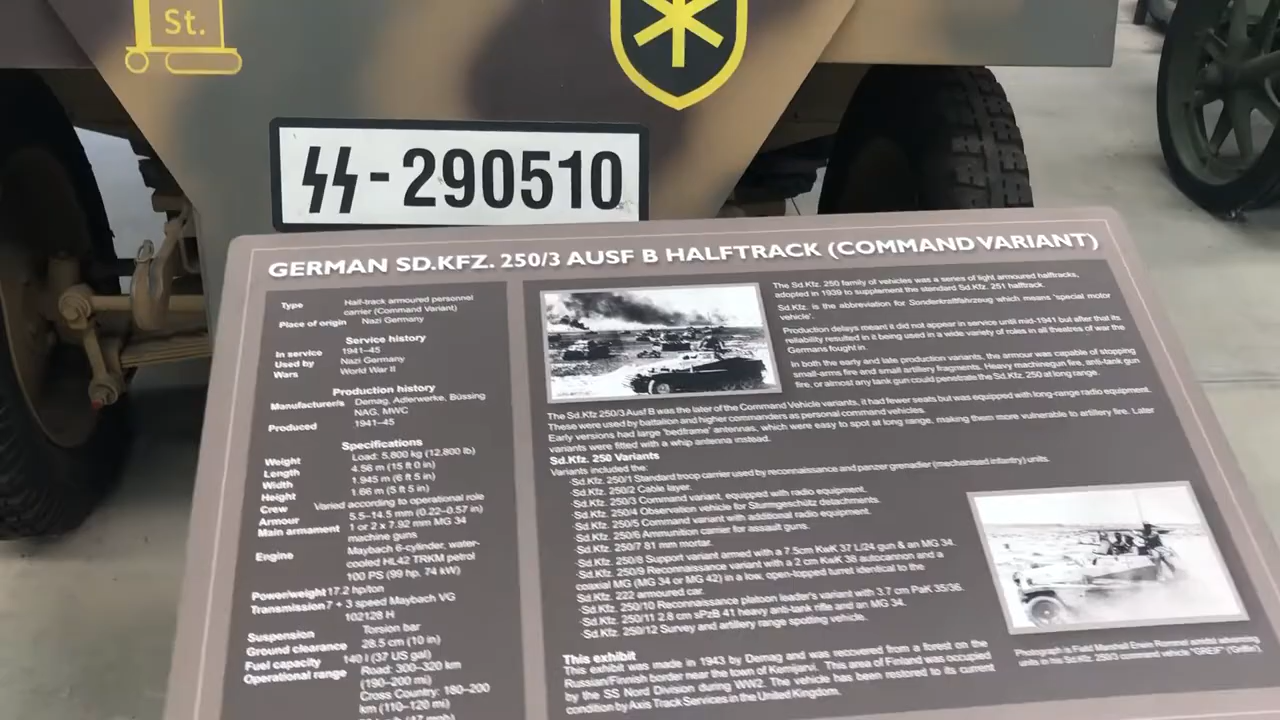 St.
SS-290510
GERMAN SD.KFZ. 250/3 AUSF B HALFTRACK (COMMAND VARIANT)
Type Half-track armoured personnel
carrier (Command Variant)
Place of origin Nazi Germany
Service history
In service 1941–45
Used by Nazi Germany
Wars World War II
Production history
Manufacturer/s Demag, Adlerwerke, Büssing
NAG, MWC
Produced 1941–45
Specifications
Weight Load: 5,800 kg (12,800 lb)
Length 4.56 m (15 ft 0 in)
Width 1.945 m (6 ft 5 in)
Height 1.66 m (5 ft 5 in)
Crew Varied according to operational role
Armour 5.5 – 14.5 mm (0.22–0.57 in)
Main armament 1 or 2 x 7.92 mm MG 34
machine guns
Engine Maybach 6-cylinder, water-
cooled HL42 TRKM petrol
100 PS (99 hp, 74 kW)
Power/weight 17.2 hp/ton
Transmission 7 + 3 speed Maybach VG
102128 H
Suspension Torsion bar
Ground clearance 28.5 cm (10 in)
Fuel capacity 140 l (37 US gal)
Operational range Road: 300–320 km
(190–200 mi)
Cross Country: 180–200
km (110–120 mi)
The Sd.Kfz. 250 family of vehicles was a series of light armoured halftracks,
adopted in 1939 to supplement the standard Sd.Kfz. 251 halftrack.
Sd.Kfz. is the abbreviation for Sonderkraftfahrzeug which means 'special motor
vehicle'.
Production delays meant it did not appear in service until mid-1941 but after that its
reliability resulted in it being used in a wide variety of roles in all theatres of war the
Germans fought in.
In both the early and late production variants, the armour was capable of stopping
small-arms fire and small artillery fragments. Heavy machinegun fire, anti-tank gun
fire, or almost any tank gun could penetrate the Sd.Kfz. 250 at long range.
The Sd.Kfz 250/3 Ausf B was the later of the Command Vehicle variants, it had fewer seats but was equipped with long-range radio equipment.
These were used by battalion and higher commanders as personal command vehicles.
Early versions had large 'bedframe' antennas, which were easy to spot at long range, making them more vulnerable to artillery fire. Later
variants were fitted with a whip antenna instead.
Sd.Kfz. 250 Variants
Variants included the:
·Sd.Kfz. 250/1 Standard troop carrier used by reconnaissance and panzer grenadier (mechanised infantry) units.
·Sd.Kfz. 250/2 Cable layer.
·Sd.Kfz. 250/3 Command variant, equipped with radio equipment.
·Sd.Kfz. 250/4 Observation vehicle for Sturmgeschütz detachments.
·Sd.Kfz. 250/5 Command variant with additional radio equipment.
·Sd.Kfz. 250/6 Ammunition carrier for assault guns.
·Sd.Kfz. 250/7 81 mm mortar.
·Sd.Kfz. 250/8 Support variant armed with a 7.5cm KwK 37 L/24 gun & an MG 34.
·Sd.Kfz. 250/9 Reconnaissance variant with a 2 cm KwK 38 autocannon and a
coaxial MG (MG 34 or MG 42) in a low, open-topped turret identical to the
Sd.Kfz. 222 armoured car.
·Sd.Kfz. 250/10 Reconnaissance platoon leader's variant with 3.7 cm PaK 35/36.
·Sd.Kfz. 250/11 2.8 cm sPzB 41 heavy anti-tank rifle and an MG 34.
·Sd.Kfz. 250/12 Survey and artillery range spotting vehicle.
This exhibit
This exhibit was made in 1943 by Demag and was recovered from a forest on the
Russian/Finnish border near the town of Kemijarvi. This area of Finland was occupied
by the SS Nord Division during WW2. The vehicle has been restored to its current
condition by Axis Track Services in the United Kingdom.
Photograph is Field Marshal Erwin Rommel amidst
units in his Sd.Kfz. 250/3 command vehicle "GREIF" (Griffin)